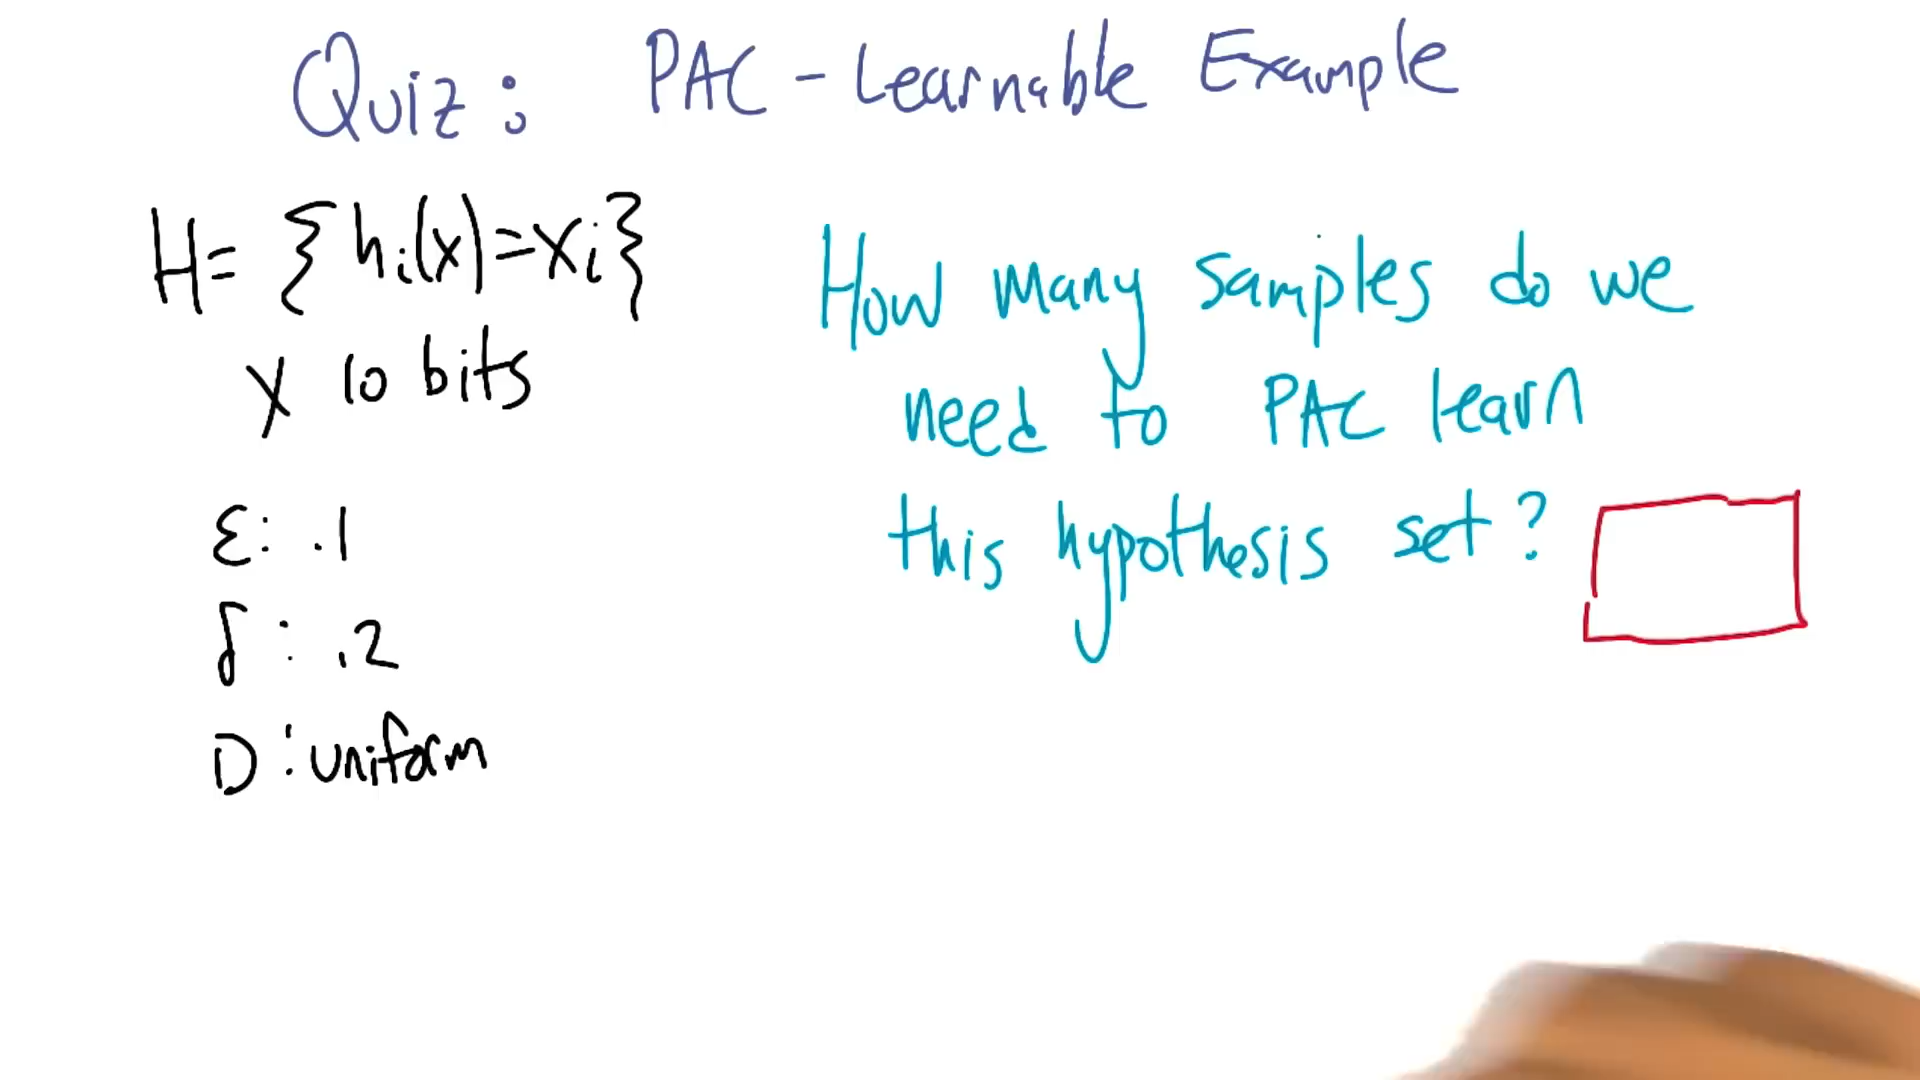 Quiz: PAC-Learnable Example
H= {hi(x)=xi}
X 10 bits
ε: .1
δ: .2
D: uniform
How many samples do we
need to PAC learn
this hypothesis set?